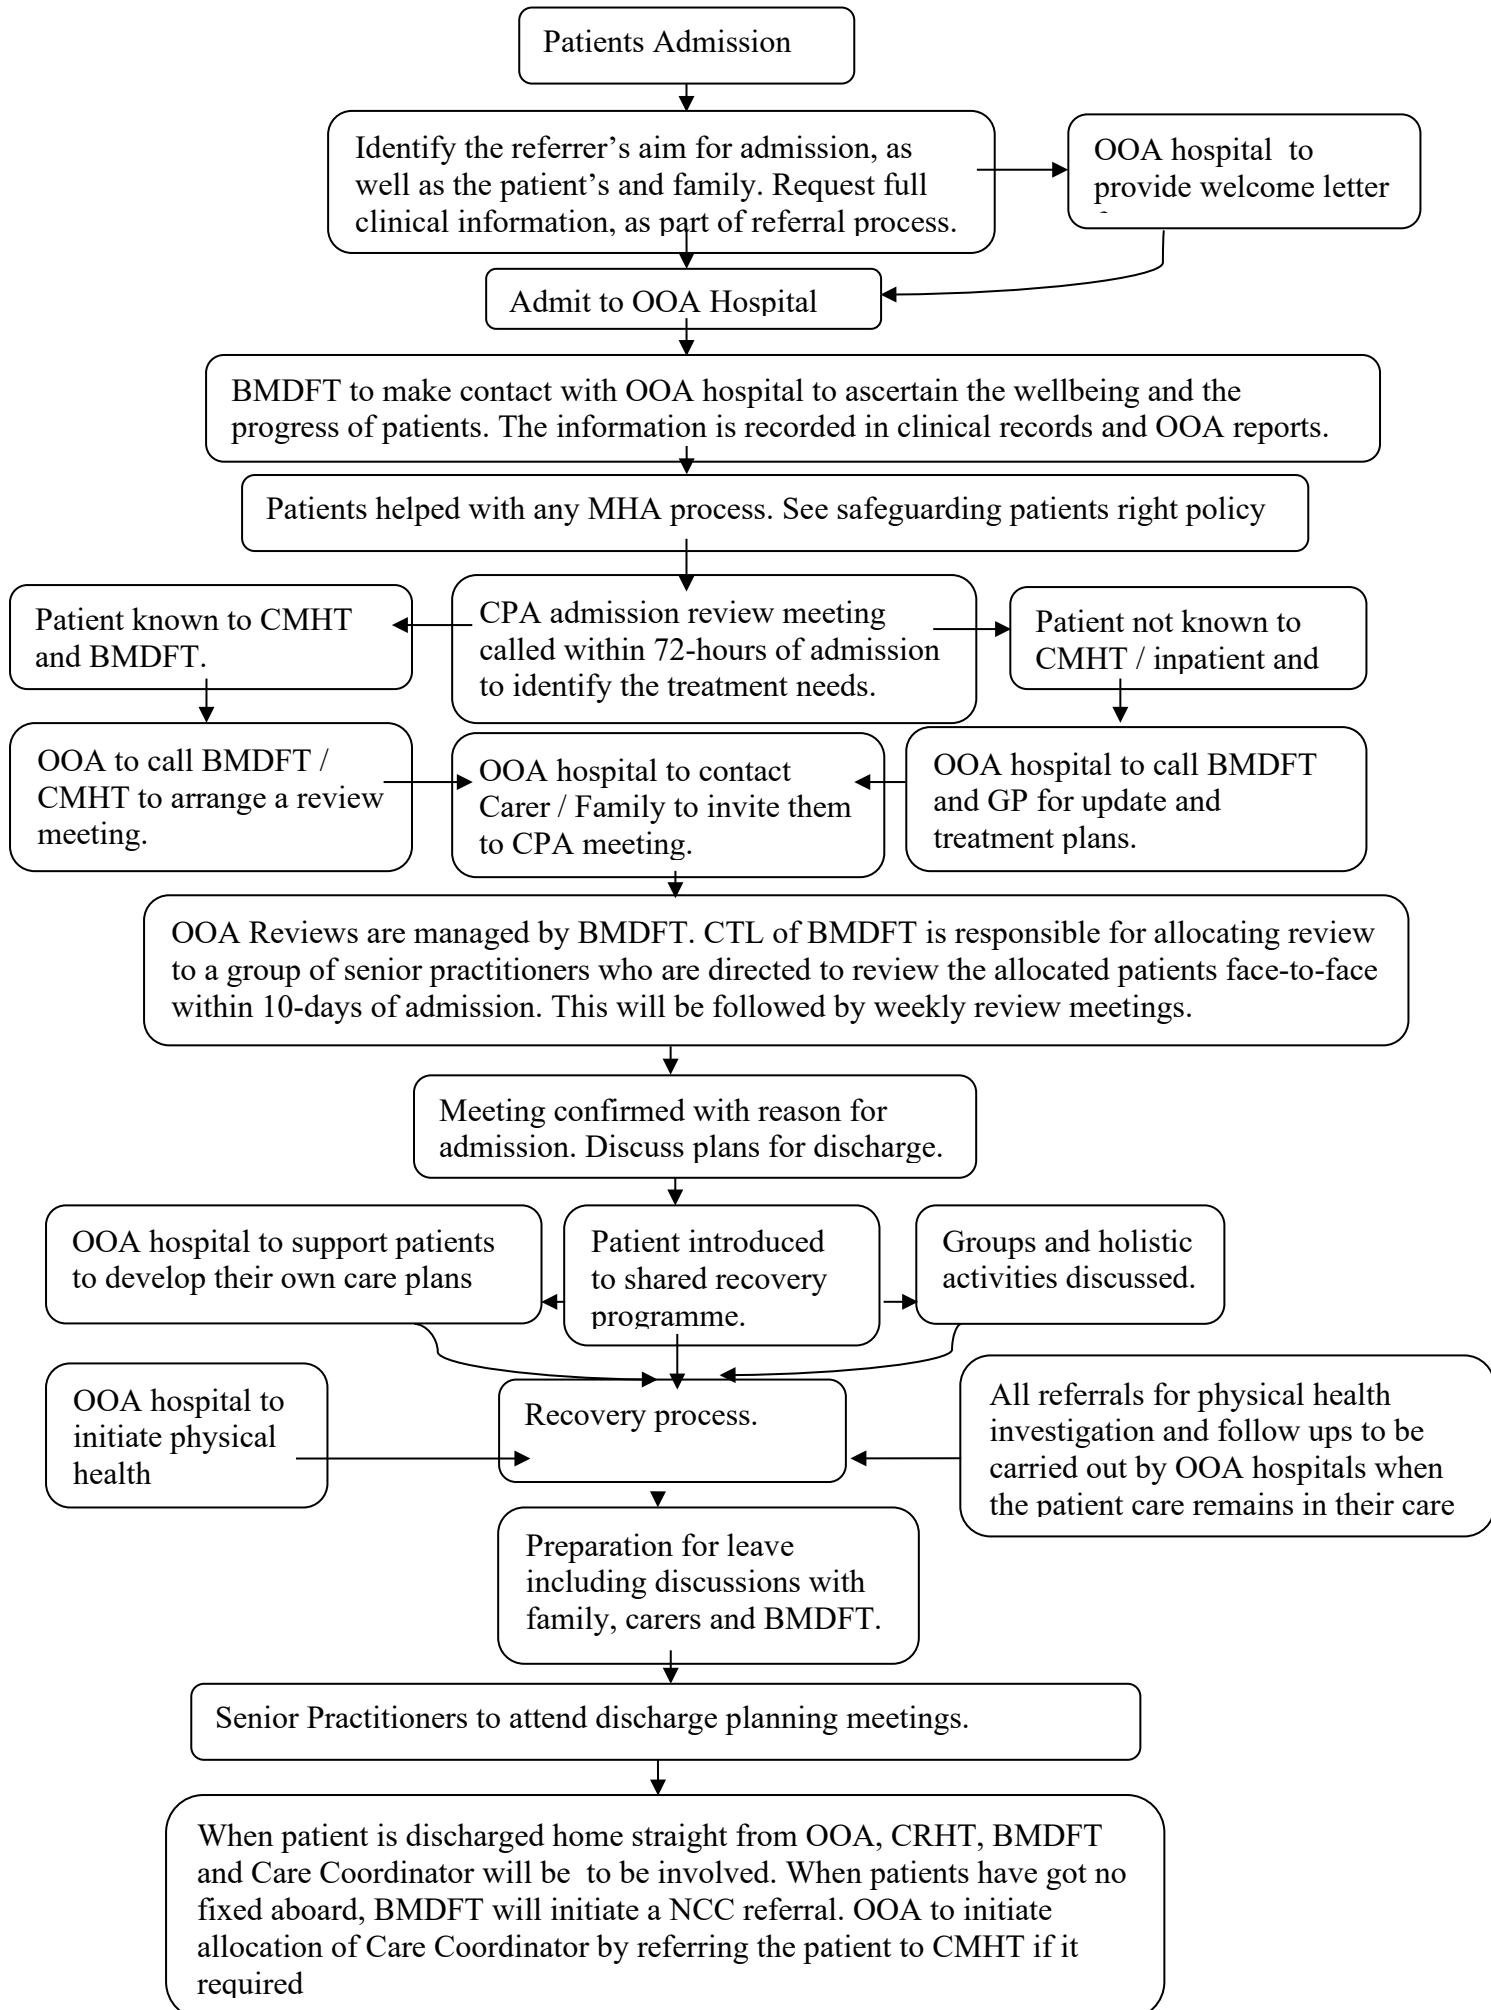 Patients Admission
Identify the referrer’s aim for admission, as
well as the patient’s and family. Request full
clinical information, as part of referral process.
OOA hospital  to
provide welcome letter
Admit to OOA Hospital
BMDFT to make contact with OOA hospital to ascertain the wellbeing and the
progress of patients. The information is recorded in clinical records and OOA reports.
Patients helped with any MHA process. See safeguarding patients right policy
Patient known to CMHT
and BMDFT.
CPA admission review meeting
called within 72-hours of admission
to identify the treatment needs.
Patient not known to
CMHT / inpatient and
OOA to call BMDFT /
CMHT to arrange a review
meeting.
OOA hospital to contact
Carer / Family to invite them
to CPA meeting.
OOA hospital to call BMDFT
and GP for update and
treatment plans.
OOA Reviews are managed by BMDFT. CTL of BMDFT is responsible for allocating review
to a group of senior practitioners who are directed to review the allocated patients face-to-face
within 10-days of admission. This will be followed by weekly review meetings.
Meeting confirmed with reason for
admission. Discuss plans for discharge.
OOA hospital to support patients
to develop their own care plans
Patient introduced
to shared recovery
programme.
Groups and holistic
activities discussed.
OOA hospital to
initiate physical
health
Recovery process.
All referrals for physical health
investigation and follow ups to be
carried out by OOA hospitals when
the patient care remains in their care
Preparation for leave
including discussions with
family, carers and BMDFT.
Senior Practitioners to attend discharge planning meetings.
When patient is discharged home straight from OOA, CRHT, BMDFT
and Care Coordinator will be  to be involved. When patients have got no
fixed aboard, BMDFT will initiate a NCC referral. OOA to initiate
allocation of Care Coordinator by referring the patient to CMHT if it
required